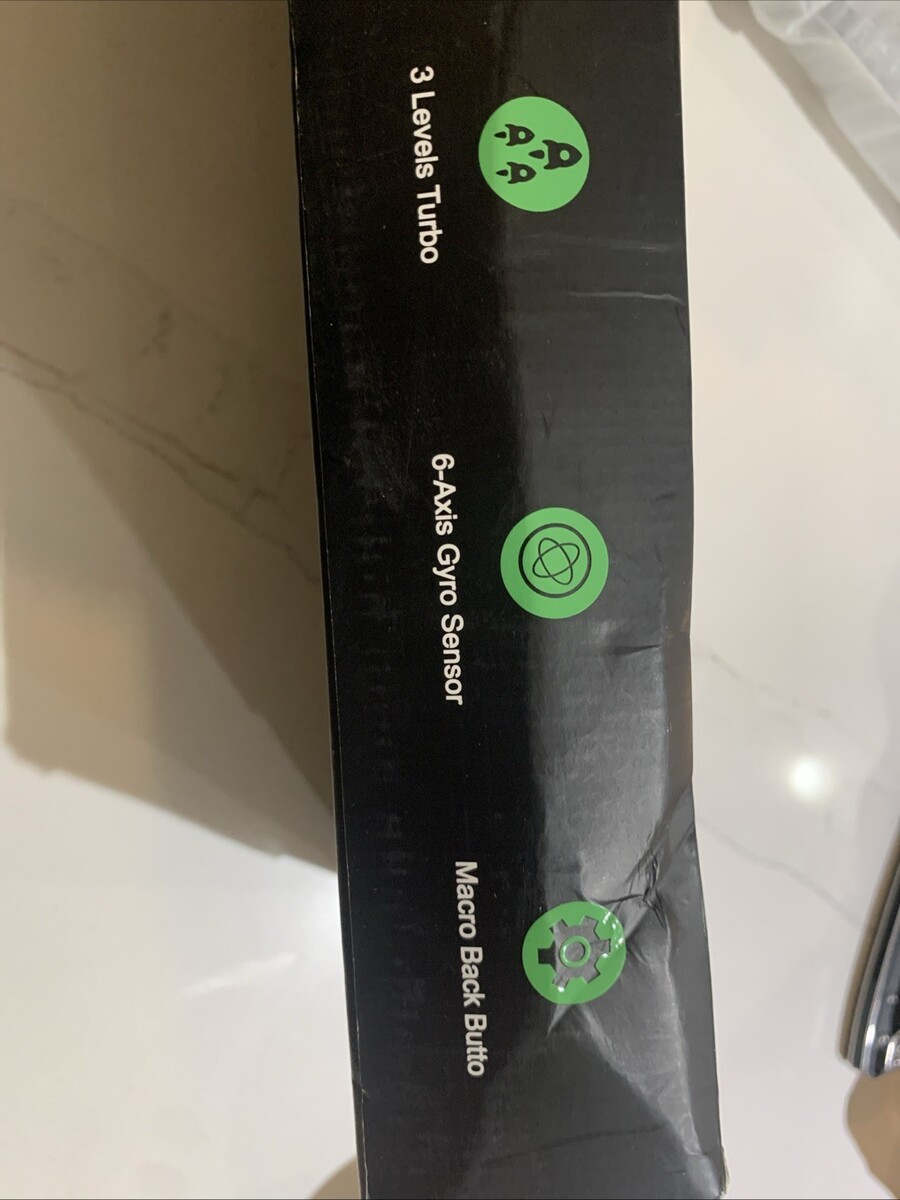 3 Levels Turbo
6-Axis Gyro Sensor
Macro Back Butto